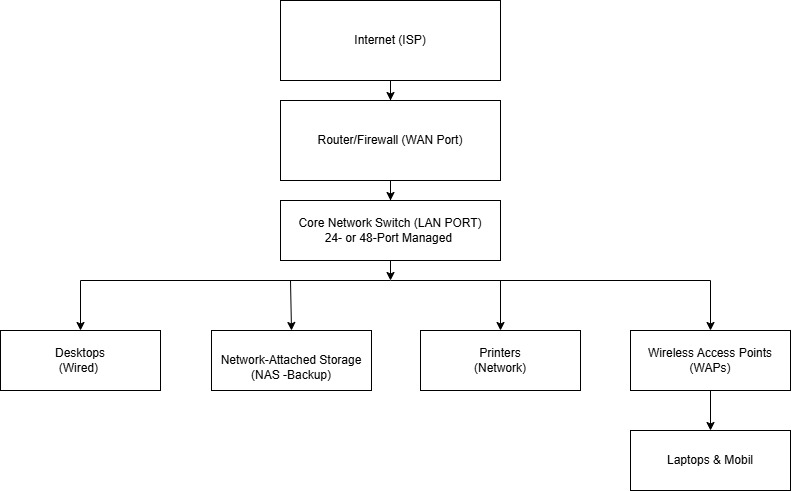 Internet (ISP)
Router/Firewall (WAN Port)
Core Network Switch (LAN PORT)
24- or 48-Port Managed
Desktops
(Wired)
Network-Attached Storage
(NAS -Backup)
Printers
(Network)
Wireless Access Points
(WAPs)
Laptops & Mobil